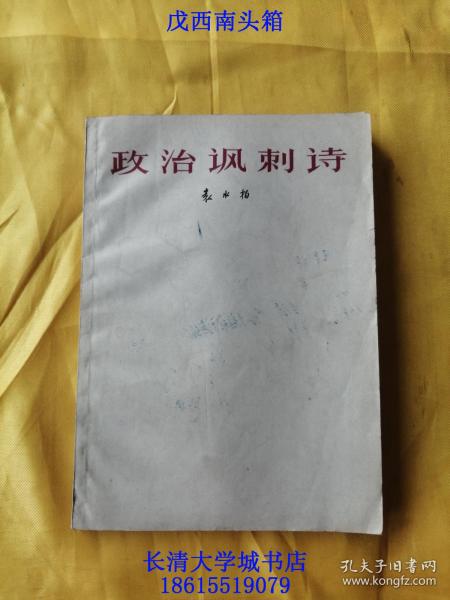 戊西南头箱
政治讽刺诗
袁水拍
长清大学城书店
18615519079
孔夫子旧书网
www.kongfz.com